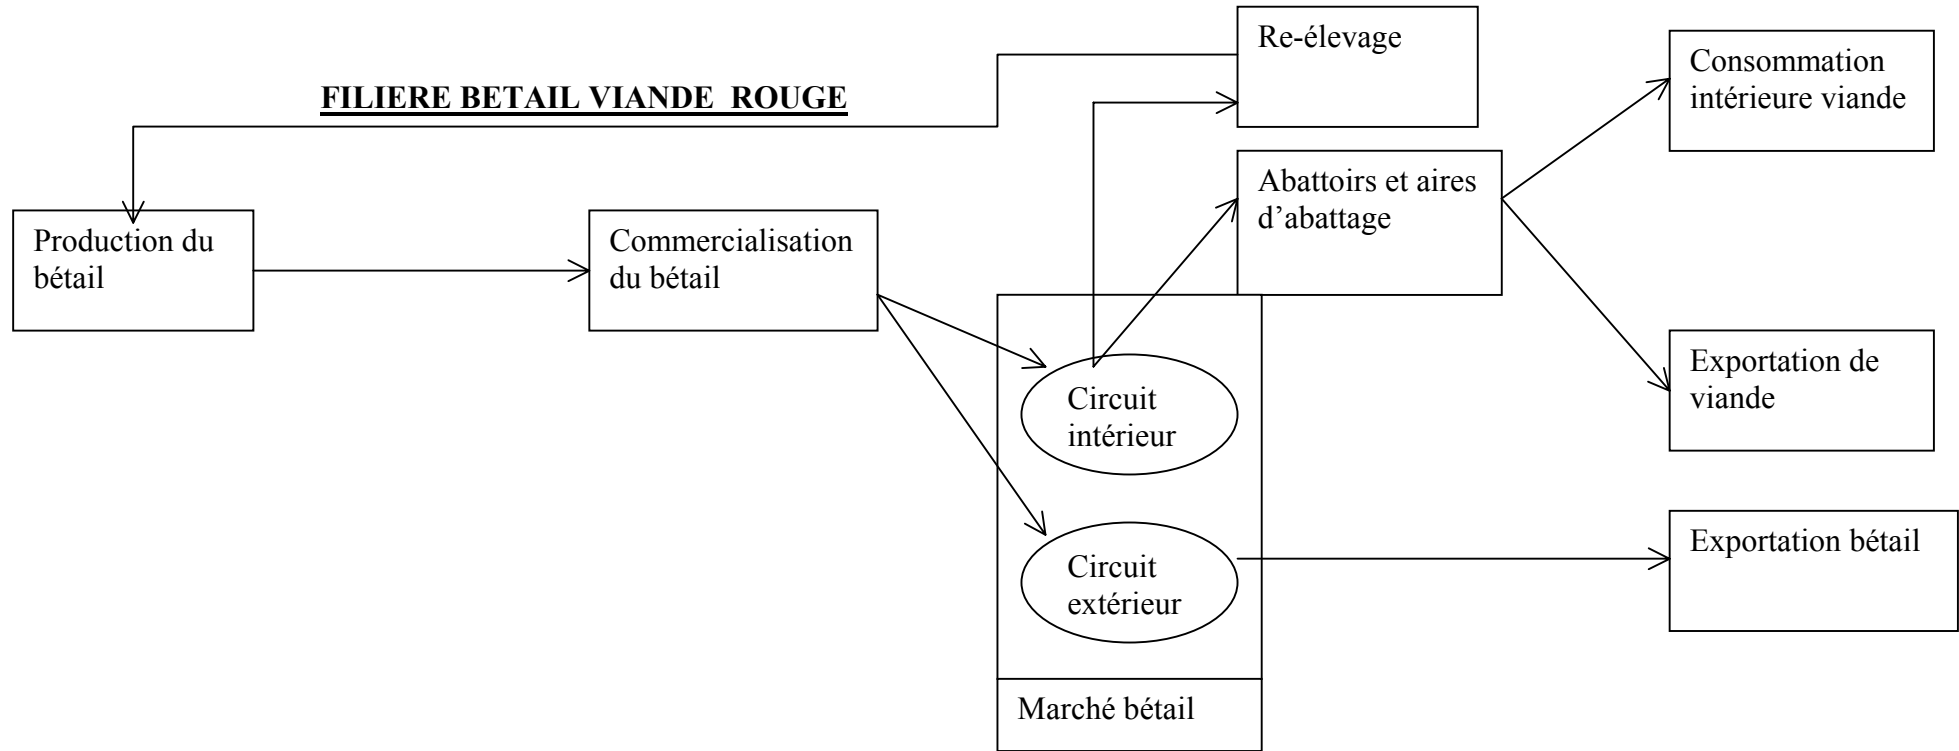 FILIERE BETAIL VIANDE ROUGE
Re-élevage
Consommation
intérieure viande
Abattoirs et aires
d’abattage
Production du
bétail
Commercialisation
du bétail
Circuit
intérieur
Exportation de
viande
Circuit
extérieur
Exportation bétail
Marché bétail